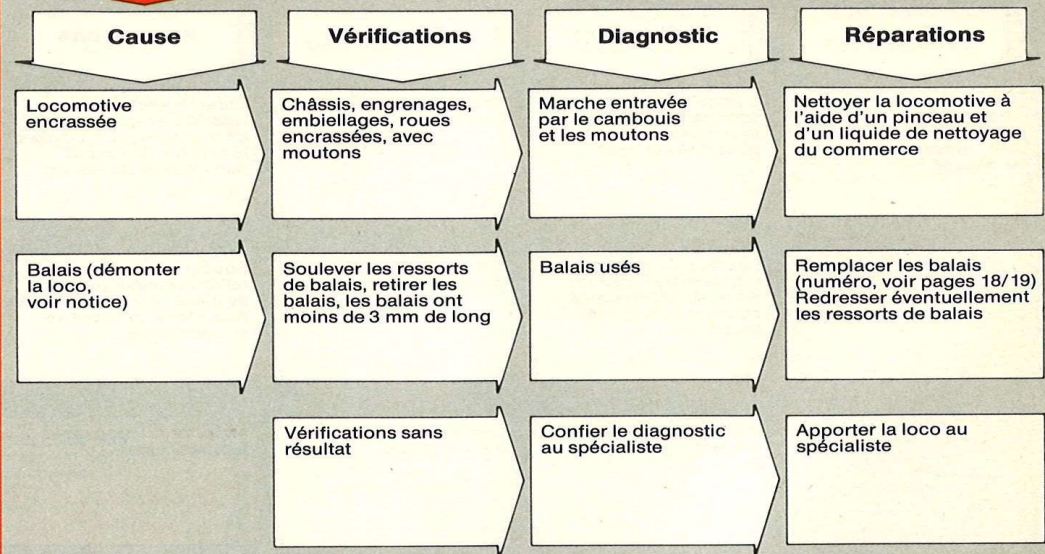 Cause
Vérifications
Diagnostic
Réparations
Locomotive
encrassée
Châssis, engrenages,
embiellages, roues
encrassées, avec
moutons
Marche entravée
par le cambouis
et les moutons
Nettoyer la locomotive à
l'aide d'un pinceau et
d'un liquide de nettoyage
du commerce
Balais (démonter
la loco,
voir notice)
Soulever les ressorts
de balais, retirer les
balais, les balais ont
moins de 3 mm de long
Balais usés
Remplacer les balais
(numéro, voir pages 18/19)
Redresser éventuellement
les ressorts de balais
Vérifications sans
résultat
Confier le diagnostic
au spécialiste
Apporter la loco au
spécialiste